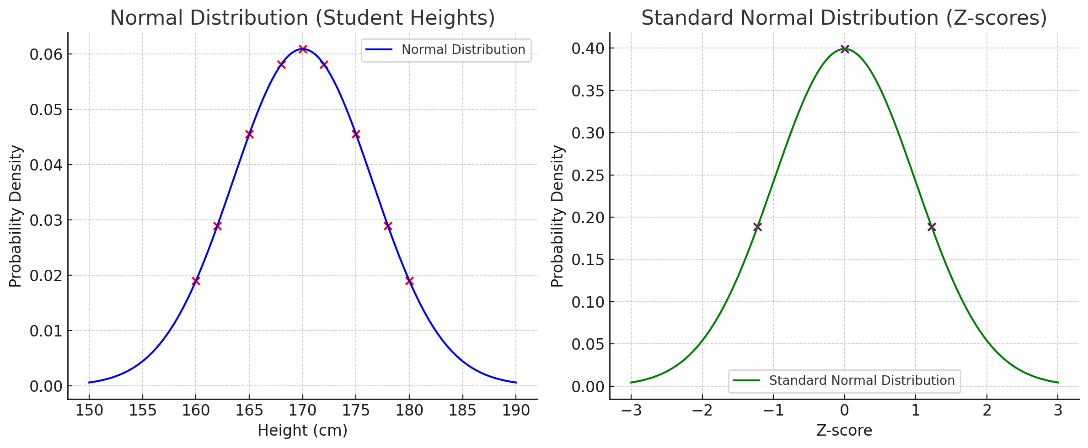 Normal Distribution (Student Heights)
Normal Distribution
0.06
0.05
0.04
0.03
0.02
0.01
0.00
Probability Density
150 155 160 165 170 175 180 185 190
Height (cm)
Standard Normal Distribution (Z-scores)
0.40
0.35
0.30
0.25
0.20
0.15
0.10
0.05
0.00
Probability Density
Standard Normal Distribution
−3 −2 −1 0 1 2 3
Z-score